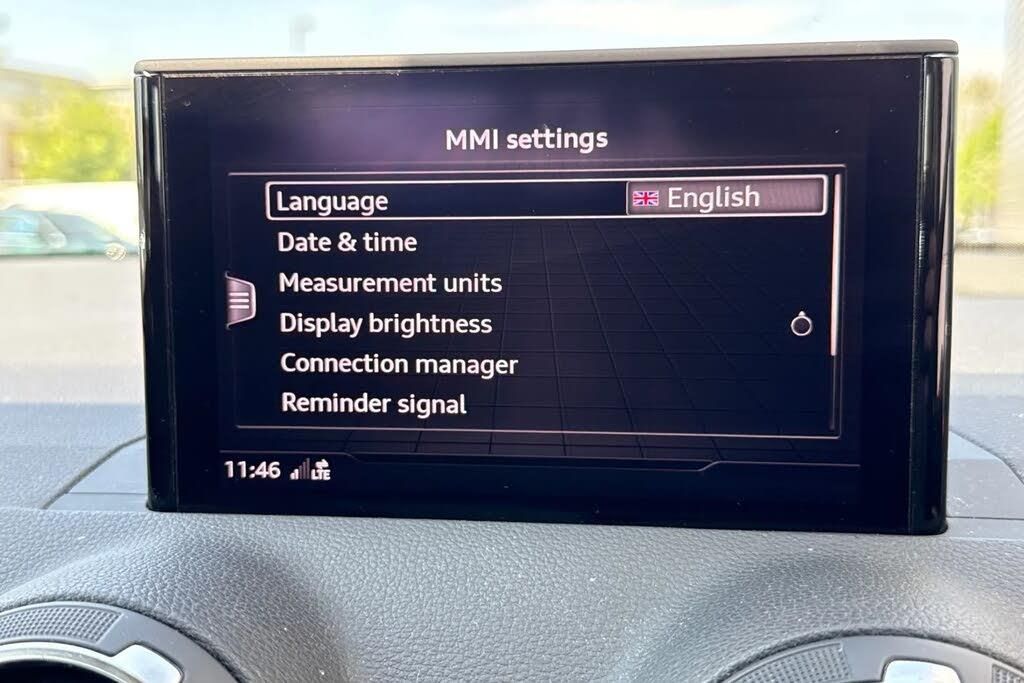 MMI settings
Language English
Date & time
Measurement units
Display brightness
Connection manager
Reminder signal
11:46 LTE